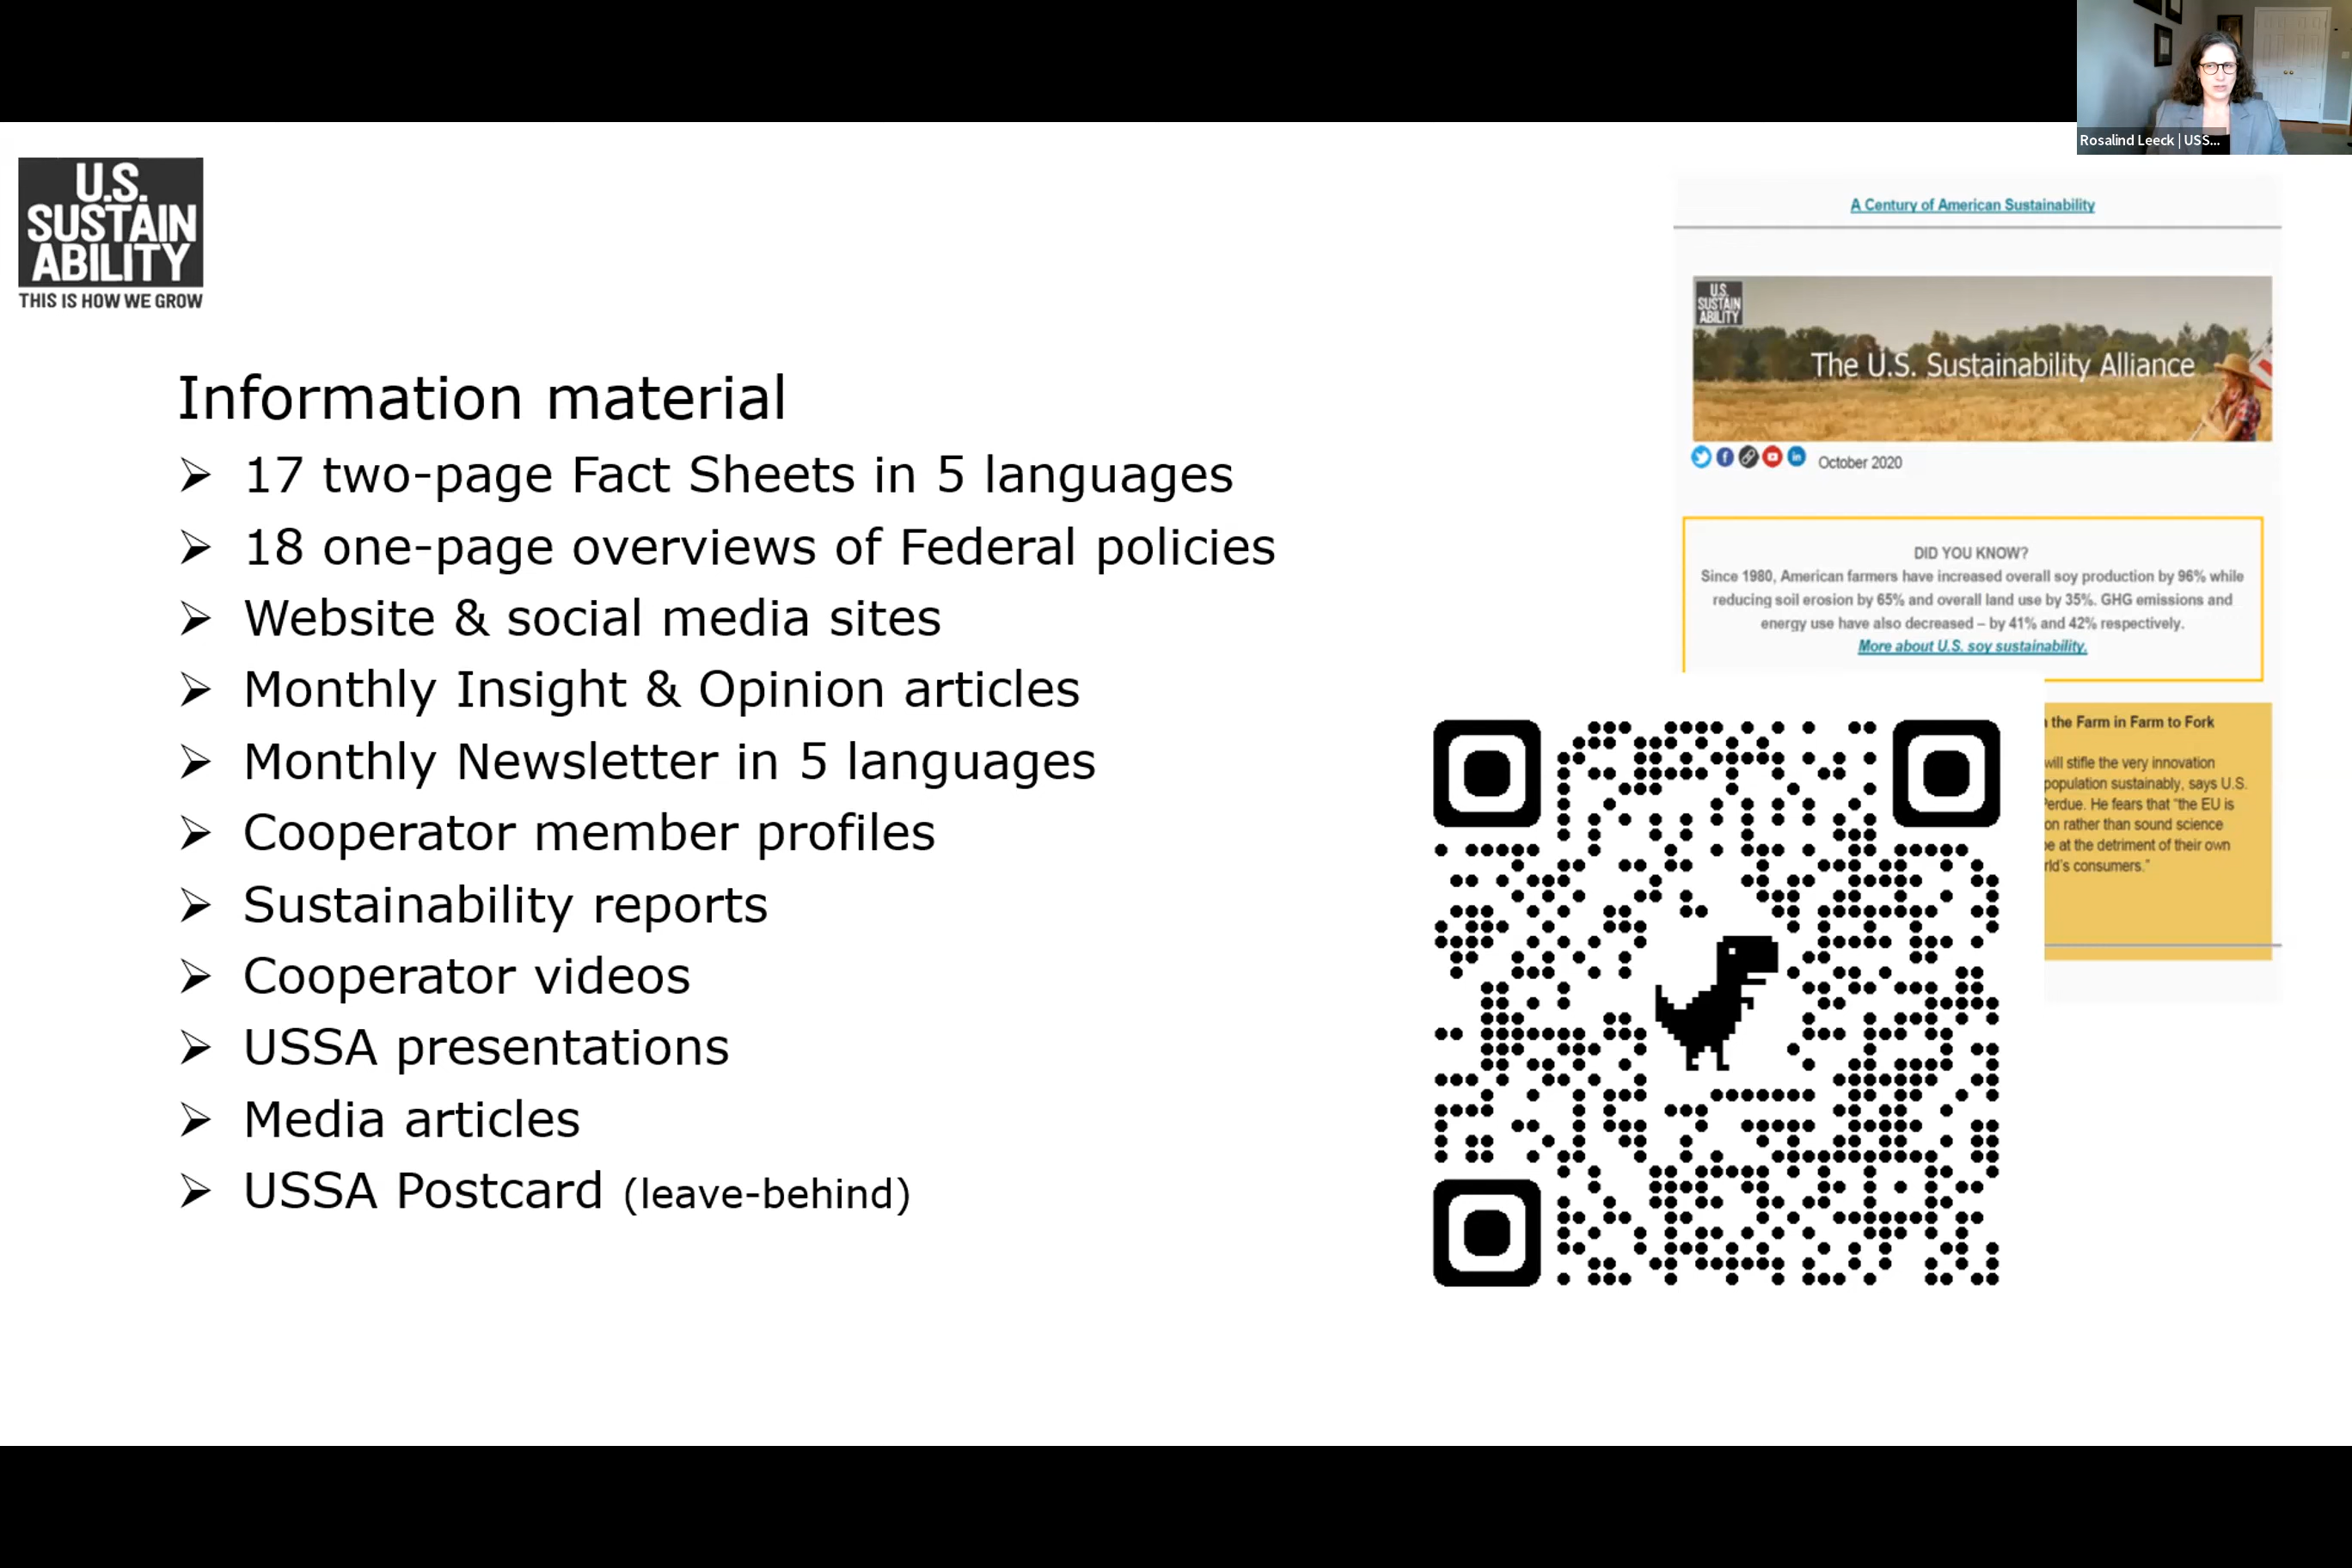 Rosalind Leeck | USS...
U.S.
SUSTAIN
ABILITY
THIS IS HOW WE GROW
Information material
17 two-page Fact Sheets in 5 languages
18 one-page overviews of Federal policies
Website & social media sites
Monthly Insight & Opinion articles
Monthly Newsletter in 5 languages
Cooperator member profiles
Sustainability reports
Cooperator videos
USSA presentations
Media articles
USSA Postcard (leave-behind)
A Century of American Sustainability
U.S.
SUSTAIN
ABILITY
The U.S. Sustainability Alliance
October 2020
DID YOU KNOW?
Since 1980, American farmers have increased overall soy production by 96% while
reducing soil erosion by 65% and overall land use by 35%. GHG emissions and
energy use have also decreased – by 41% and 42% respectively.
More about U.S. soy sustainability.
the Farm in Farm to Fork
will stifle the very innovation
population sustainably, says U.S.
Perdue. He fears that “the EU is
on rather than sound science
be at the detriment of their own
rld’s consumers.”